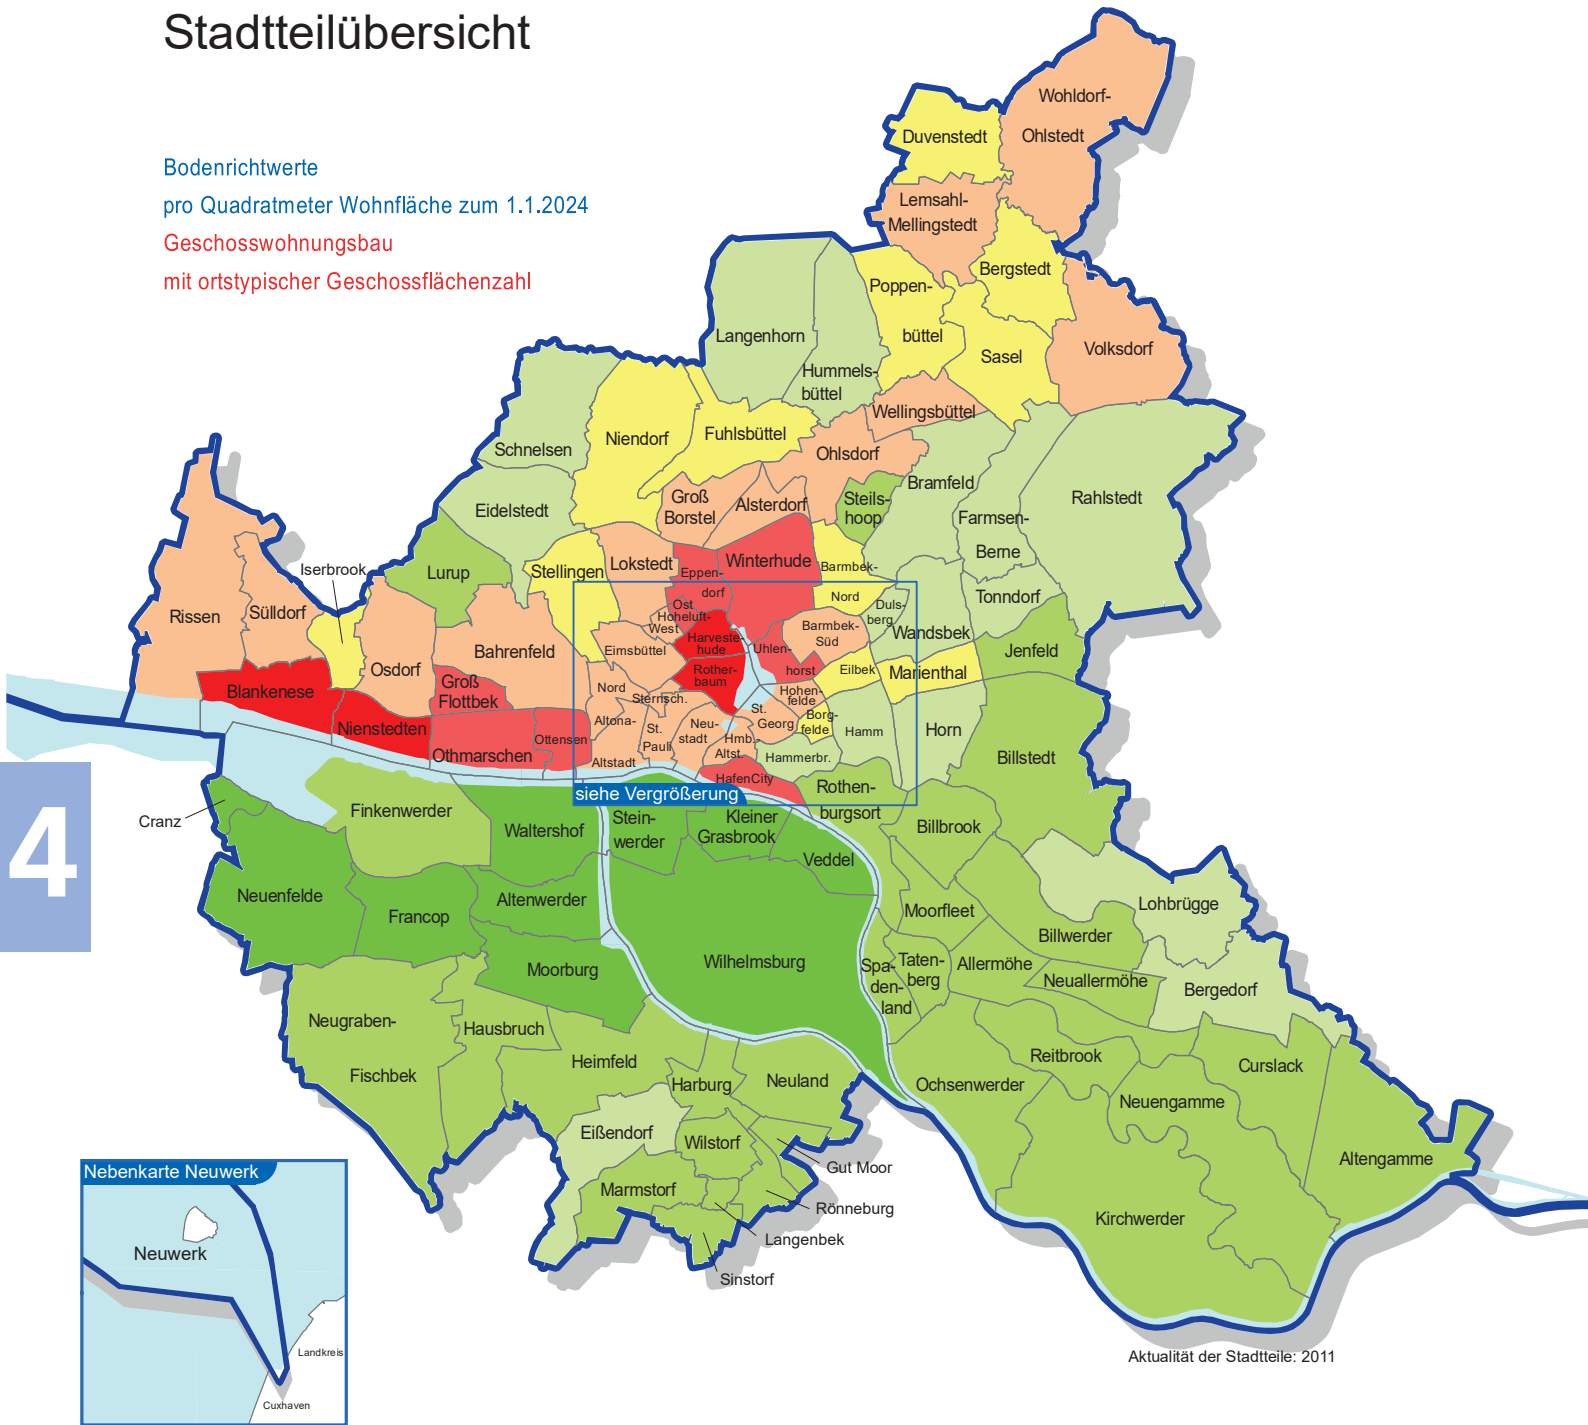 Stadtteilübersicht
Bodenrichtwerte
pro Quadratmeter Wohnfläche zum 1.1.2024
Geschosswohnungsbau
mit ortstypischer Geschossflächenzahl
Wohldorf-
Ohlstedt
Duvenstedt
Lemsahl-
Mellingstedt
Bergstedt
Poppen-
büttel
Langenhorn
Sasel
Volksdorf
Hummels-
büttel
Wellingsbüttel
Schnelsen
Niendorf
Fuhlsbüttel
Ohlsdorf
Bramfeld
Rahlstedt
Eidelstedt
Groß
Borstel
Alsterdorf
Steils-
hoop
Farmsen-
Berne
Iserbrook
Lurup
Stellingen
Lokstedt
Eppen-
dorf
Winterhude
Barmbek-
Nord
Tonndorf
Rissen
Sülldorf
Osdorf
Bahrenfeld
Ost
Hoheluft-
West
Eimsbüttel
Harveste-
hude
Uhlen-
horst
Barmbek-
Süd
Duls-
berg
Wandsbek
Jenfeld
Blankenese
Groß
Flottbek
Rother-
baum
Eilbek
Marienthal
Nienstedten
Othmarschen
Ottensen
Nord
Altona-
Altstadt
Sternsch.
St.
Pauli
Neu-
stadt
Hmb.-
Altst.
St.
Georg
Hohen-
felde
Borg-
felde
Hamm
Horn
Hammerbr.
HafenCity
Billstedt
siehe Vergrößerung
Rothen-
burgsort
Cranz
4
Finkenwerder
Waltershof
Stein-
werder
Kleiner
Grasbrook
Veddel
Billbrook
Neuenfelde
Francop
Altenwerder
Moorfleet
Lohbrügge
Billwerder
Moorburg
Wilhelmsburg
Spa-
den-
land
Taten-
berg
Allermöhe
Neuallermöhe
Bergedorf
Neugraben-
Fischbek
Hausbruch
Heimfeld
Harburg
Neuland
Ochsenwerder
Reitbrook
Curslack
Neuengamme
Eißendorf
Wilstorf
Gut Moor
Altengamme
Marmstorf
Rönneburg
Langenbek
Sinstorf
Kirchwerder
Nebenkarte Neuwerk
Neuwerk
Landkreis
Cuxhaven
Aktualität der Stadtteile: 2011